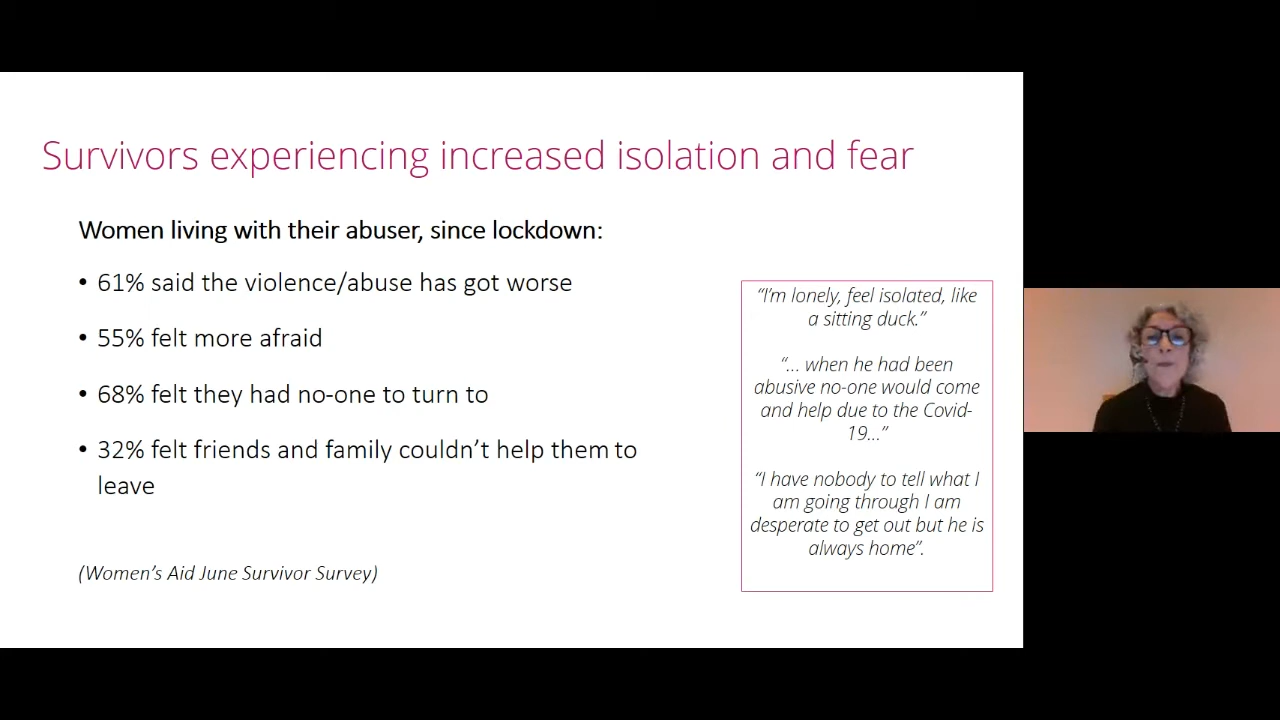 Survivors experiencing increased isolation and fear
Women living with their abuser, since lockdown:
• 61% said the violence/abuse has got worse
• 55% felt more afraid
• 68% felt they had no-one to turn to
• 32% felt friends and family couldn’t help them to
leave
(Women’s Aid June Survivor Survey)
“I’m lonely, feel isolated, like
a sitting duck.”
“... when he had been
abusive no-one would come
and help due to the Covid-
19...”
“I have nobody to tell what I
am going through I am
desperate to get out but he is
always home”.